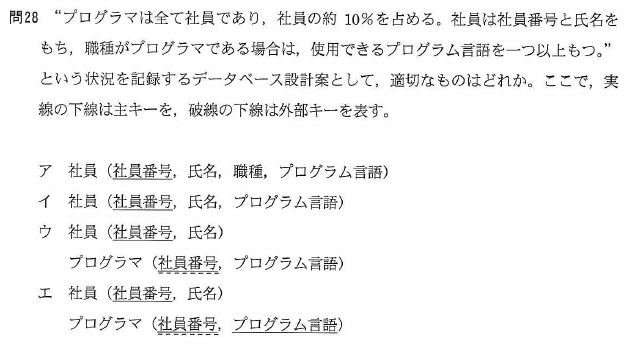 問28 “プログラマは全て社員であり，社員の約 10％を占める。社員は社員番号と氏名を
もち，職種がプログラマである場合は，使用できるプログラム言語を一つ以上もつ。”
という状況を記録するデータベース設計案として，適切なものはどれか。ここで，実
線の下線は主キーを，破線の下線は外部キーを表す。
ア 社員（社員番号，氏名，職種，プログラム言語）
イ 社員（社員番号，氏名，プログラム言語）
ウ 社員（社員番号，氏名）
プログラマ（社員番号，プログラム言語）
エ 社員（社員番号，氏名）
プログラマ（社員番号，プログラム言語）